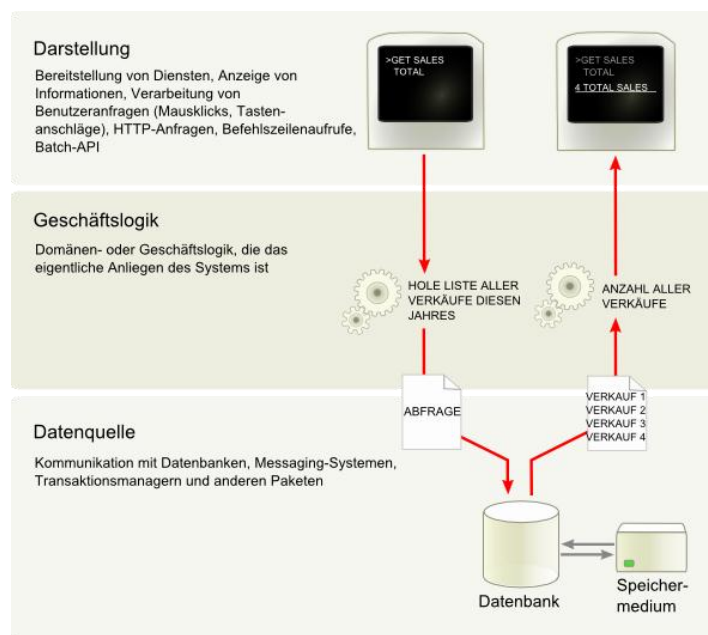 Darstellung
Bereitstellung von Diensten, Anzeige von
Informationen, Verarbeitung von
Benutzeranfragen (Mausklicks, Tasten-
anschläge), HTTP-Anfragen, Befehlszeilenaufrufe,
Batch-API
>GET SALES
TOTAL
>GET SALES
TOTAL
4 TOTAL SALES
Geschäftslogik
Domänen- oder Geschäftslogik, die das
eigentliche Anliegen des Systems ist
HOLE LISTE ALLER
VERKÄUFE DIESEN
JAHRES
ANZAHL ALLER
VERKÄUFE
ABFRAGE
VERKAUF 1
VERKAUF 2
VERKAUF 3
VERKAUF 4
Datenquelle
Kommunikation mit Datenbanken, Messaging-Systemen,
Transaktionsmanagern und anderen Paketen
Datenbank
Speicher-
medium